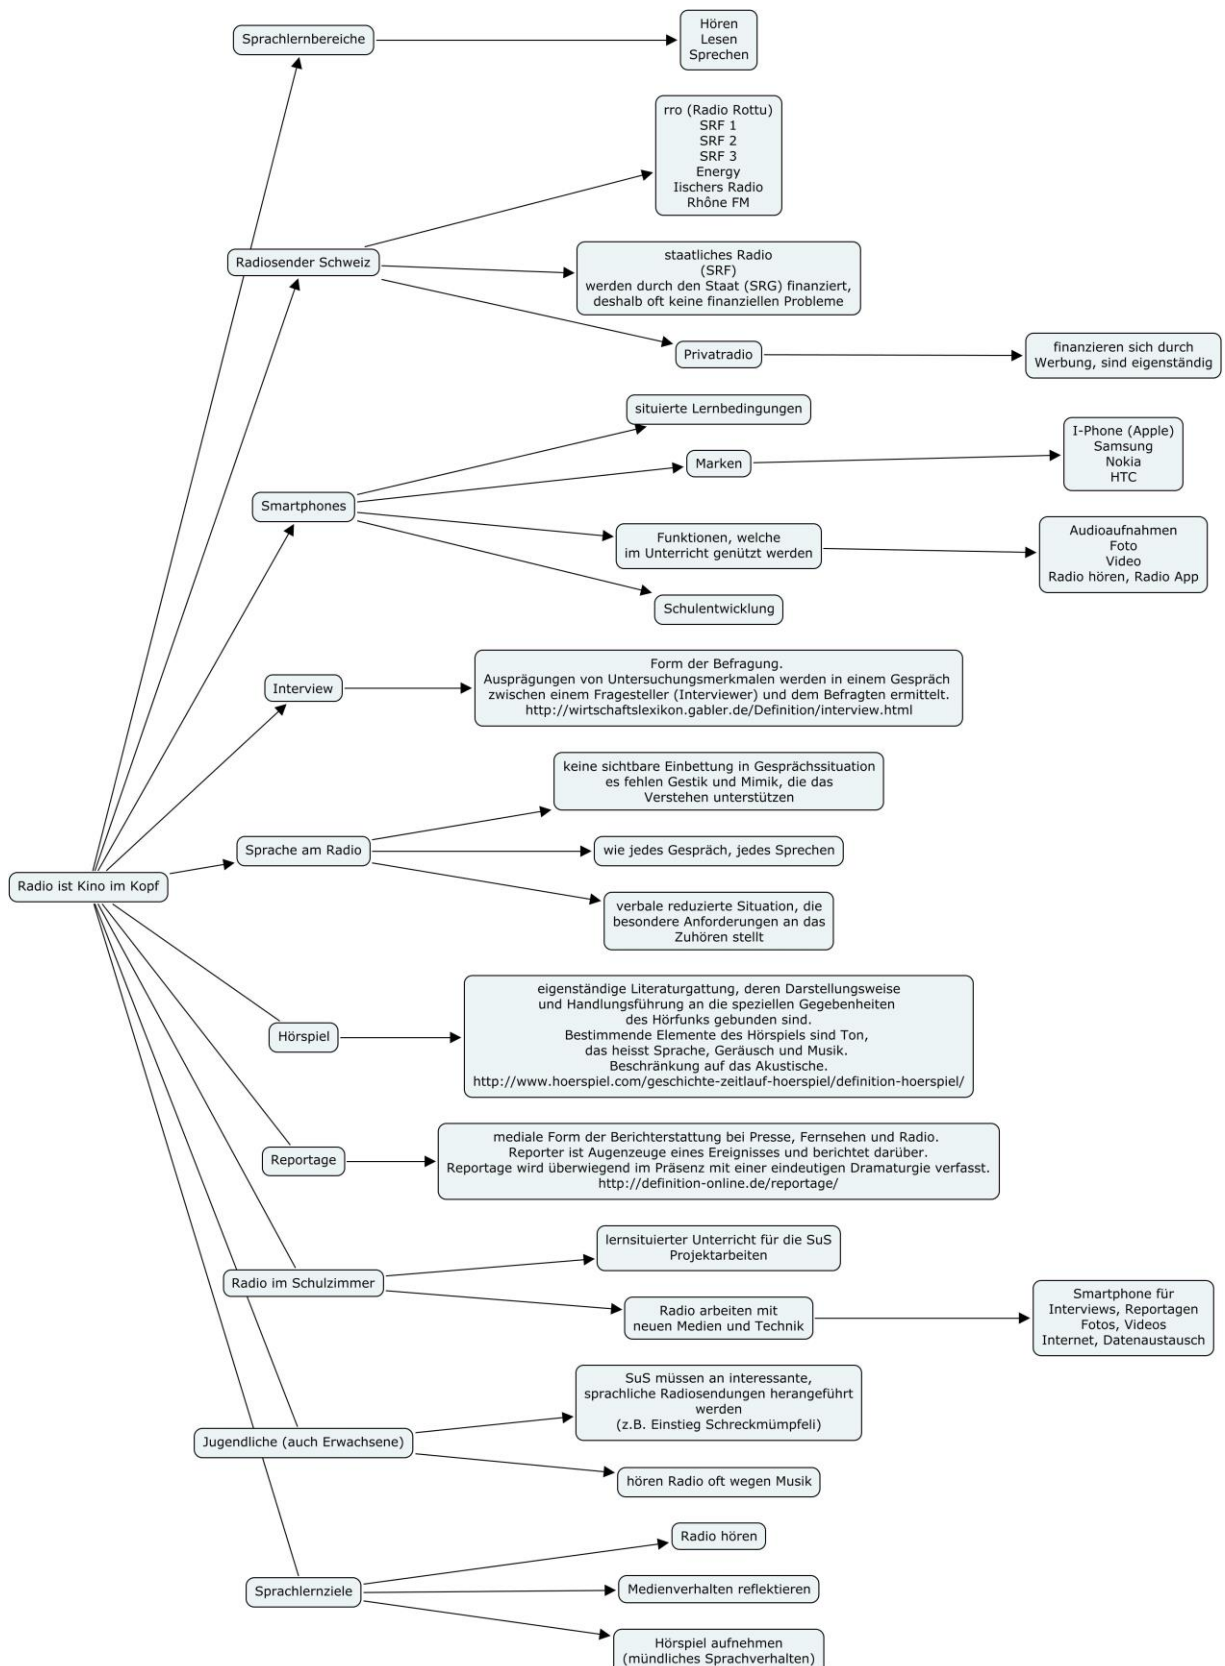 Sprachlernbereiche
Hören
Lesen
Sprechen
rro (Radio Rottu)
SRF 1
SRF 2
SRF 3
Energy
Iischers Radio
Rhône FM
Radiosender Schweiz
staatliches Radio
(SRF)
werden durch den Staat (SRG) finanziert,
deshalb oft keine finanziellen Probleme
Privatradio
finanzieren sich durch
Werbung, sind eigenständig
situierte Lernbedingungen
Marken
I-Phone (Apple)
Samsung
Nokia
HTC
Smartphones
Funktionen, welche
im Unterricht genützt werden
Audioaufnahmen
Foto
Video
Radio hören, Radio App
Schulentwicklung
Interview
Form der Befragung.
Ausprägungen von Untersuchungsmerkmalen werden in einem Gespräch
zwischen einem Fragesteller (Interviewer) und dem Befragten ermittelt.
http://wirtschaftslexikon.gabler.de/Definition/interview.html
keine sichtbare Einbettung in Gesprächssituation
es fehlen Gestik und Mimik, die das
Verstehen unterstützen
Sprache am Radio
wie jedes Gespräch, jedes Sprechen
Radio ist Kino im Kopf
verbale reduzierte Situation, die
besondere Anforderungen an das
Zuhören stellt
Hörspiel
eigenständige Literaturgattung, deren Darstellungsweise
und Handlungsführung an die speziellen Gegebenheiten
des Hörfunks gebunden sind.
Bestimmende Elemente des Hörspiels sind Ton,
das heisst Sprache, Geräusch und Musik.
Beschränkung auf das Akustische.
http://www.hoerspiel.com/geschichte-zeitlauf-hoerspiel/definition-hoerspiel/
Reportage
mediale Form der Berichterstattung bei Presse, Fernsehen und Radio.
Reporter ist Augenzeuge eines Ereignisses und berichtet darüber.
Reportage wird überwiegend im Präsenz mit einer eindeutigen Dramaturgie verfasst.
http://definition-online.de/reportage/
lernsituierter Unterricht für die SuS
Projektarbeiten
Radio im Schulzimmer
Radio arbeiten mit
neuen Medien und Technik
Smartphone für
Interviews, Reportagen
Fotos, Videos
Internet, Datenaustausch
SuS müssen an interessante,
sprachliche Radiosendungen herangeführt
werden
(z.B. Einstieg Schreckmümpfeli)
Jugendliche (auch Erwachsene)
hören Radio oft wegen Musik
Radio hören
Sprachlernziele
Medienverhalten reflektieren
Hörspiel aufnehmen
(mündliches Sprachverhalten)